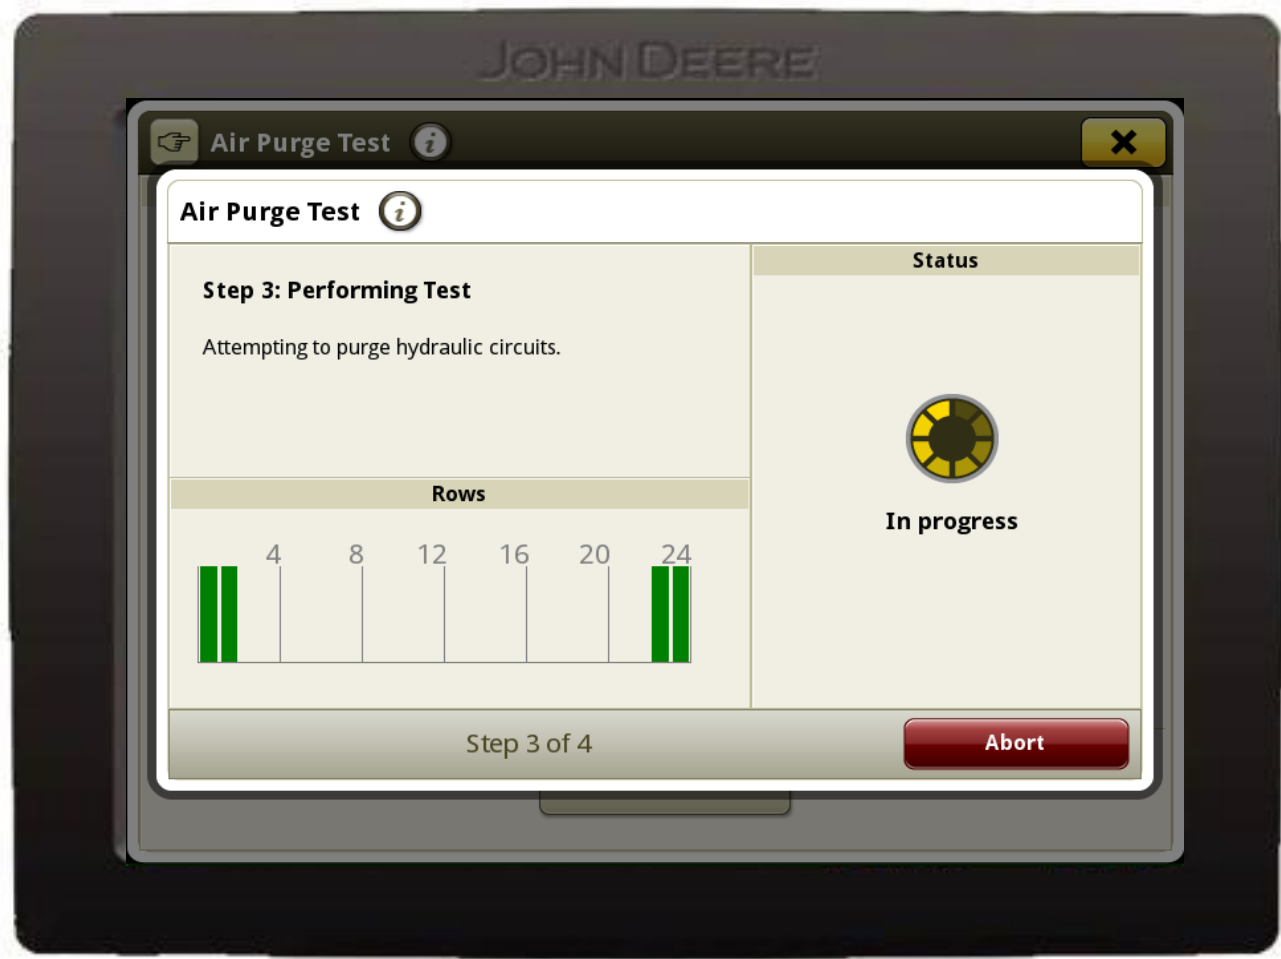 JOHN DEERE
Air Purge Test i
Air Purge Test i
Step 3: Performing Test
Attempting to purge hydraulic circuits.
Status
In progress
Rows
4 8 12 16 20 24
Step 3 of 4
Abort